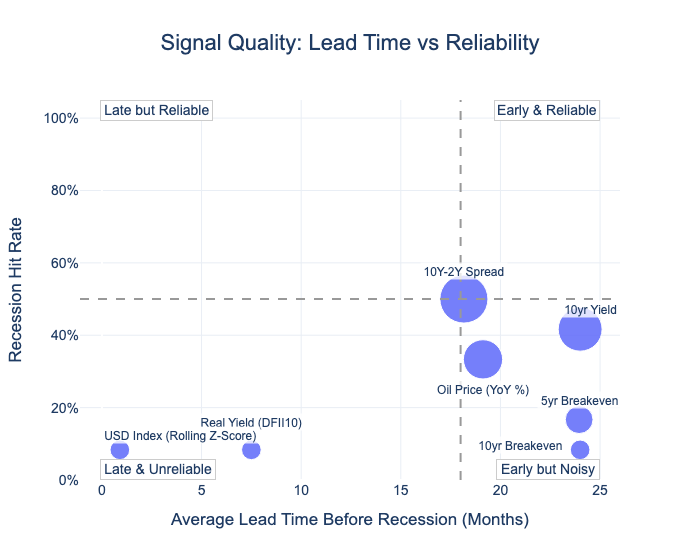 Signal Quality: Lead Time vs Reliability
Late but Reliable
Early & Reliable
100%
80%
60%
40%
20%
0%
Recession Hit Rate
10Y-2Y Spread
10yr Yield
Oil Price (YoY %)
5yr Breakeven
Real Yield (DFII10)
USD Index (Rolling Z-Score)
10yr Breakeven
Late & Unreliable
Early but Noisy
0
5
10
15
20
25
Average Lead Time Before Recession (Months)